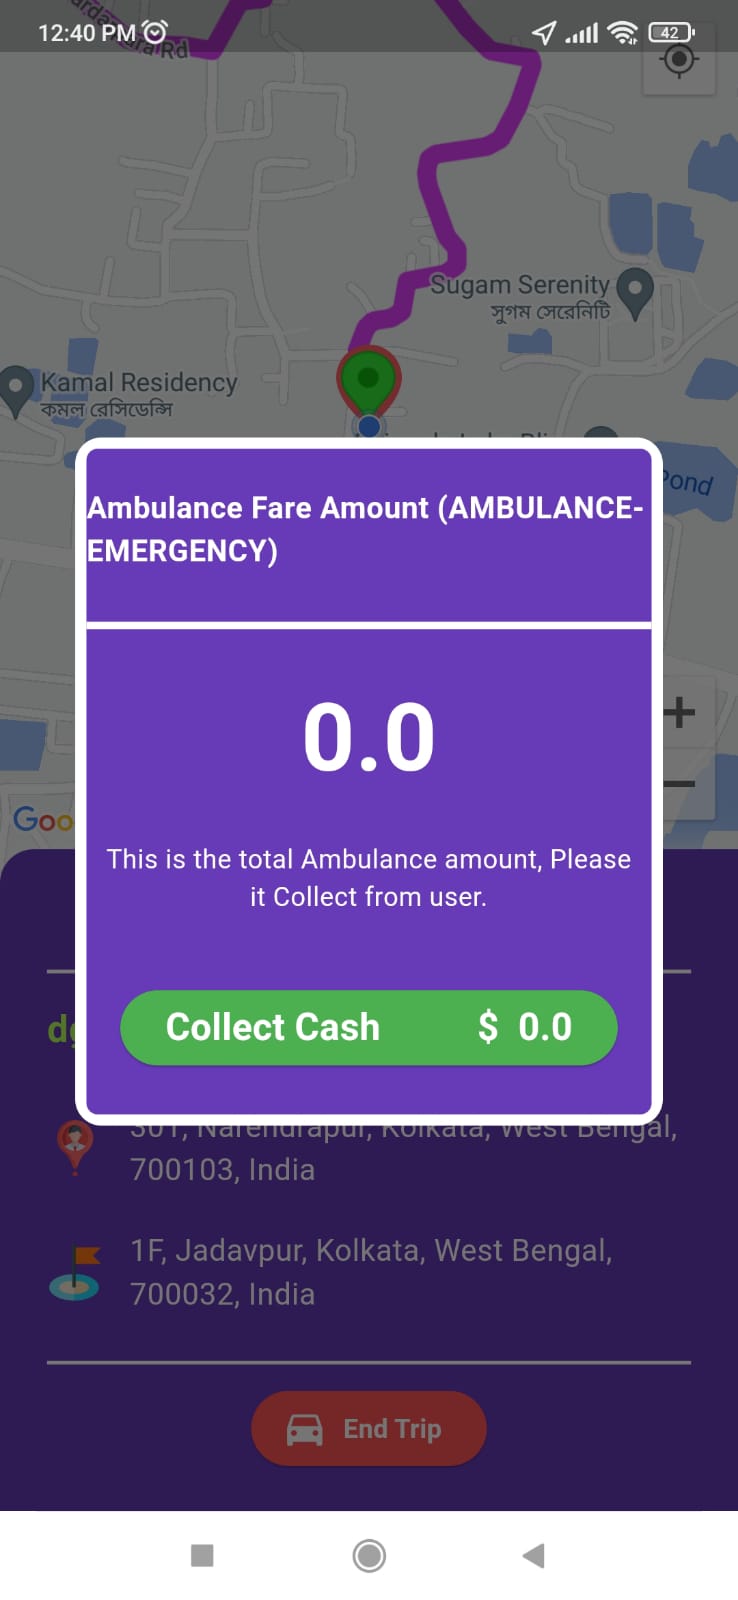 12:40 PM
42
Rd
Sugam Serenity
সুগম সেরেনিটি
Kamal Residency
কমল রেসিডেন্সি
Pond
Ambulance Fare Amount (AMBULANCE-
EMERGENCY)
0.0
This is the total Ambulance amount, Please
it Collect from user.
Collect Cash $ 0.0
301, Narendrapur, Kolkata, West Bengal,
700103, India
1F, Jadavpur, Kolkata, West Bengal,
700032, India
End Trip